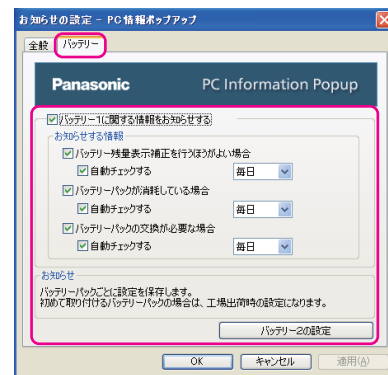 お知らせの設定 - PC情報ポップアップ
全般 バッテリー
Panasonic PC Information Popup
バッテリー1に関する情報をお知らせする
お知らせする情報
バッテリー残量表示補正を行うほうがよい場合
自動チェックする 毎日
バッテリーパックが消耗している場合
自動チェックする 毎日
バッテリーパックの交換が必要な場合
自動チェックする 毎日
お知らせ
バッテリーパックごとに設定を保存します。
初めて取り付けるバッテリーパックの場合は、工場出荷時の設定になります。
バッテリー2の設定
OK キャンセル 適用(A)